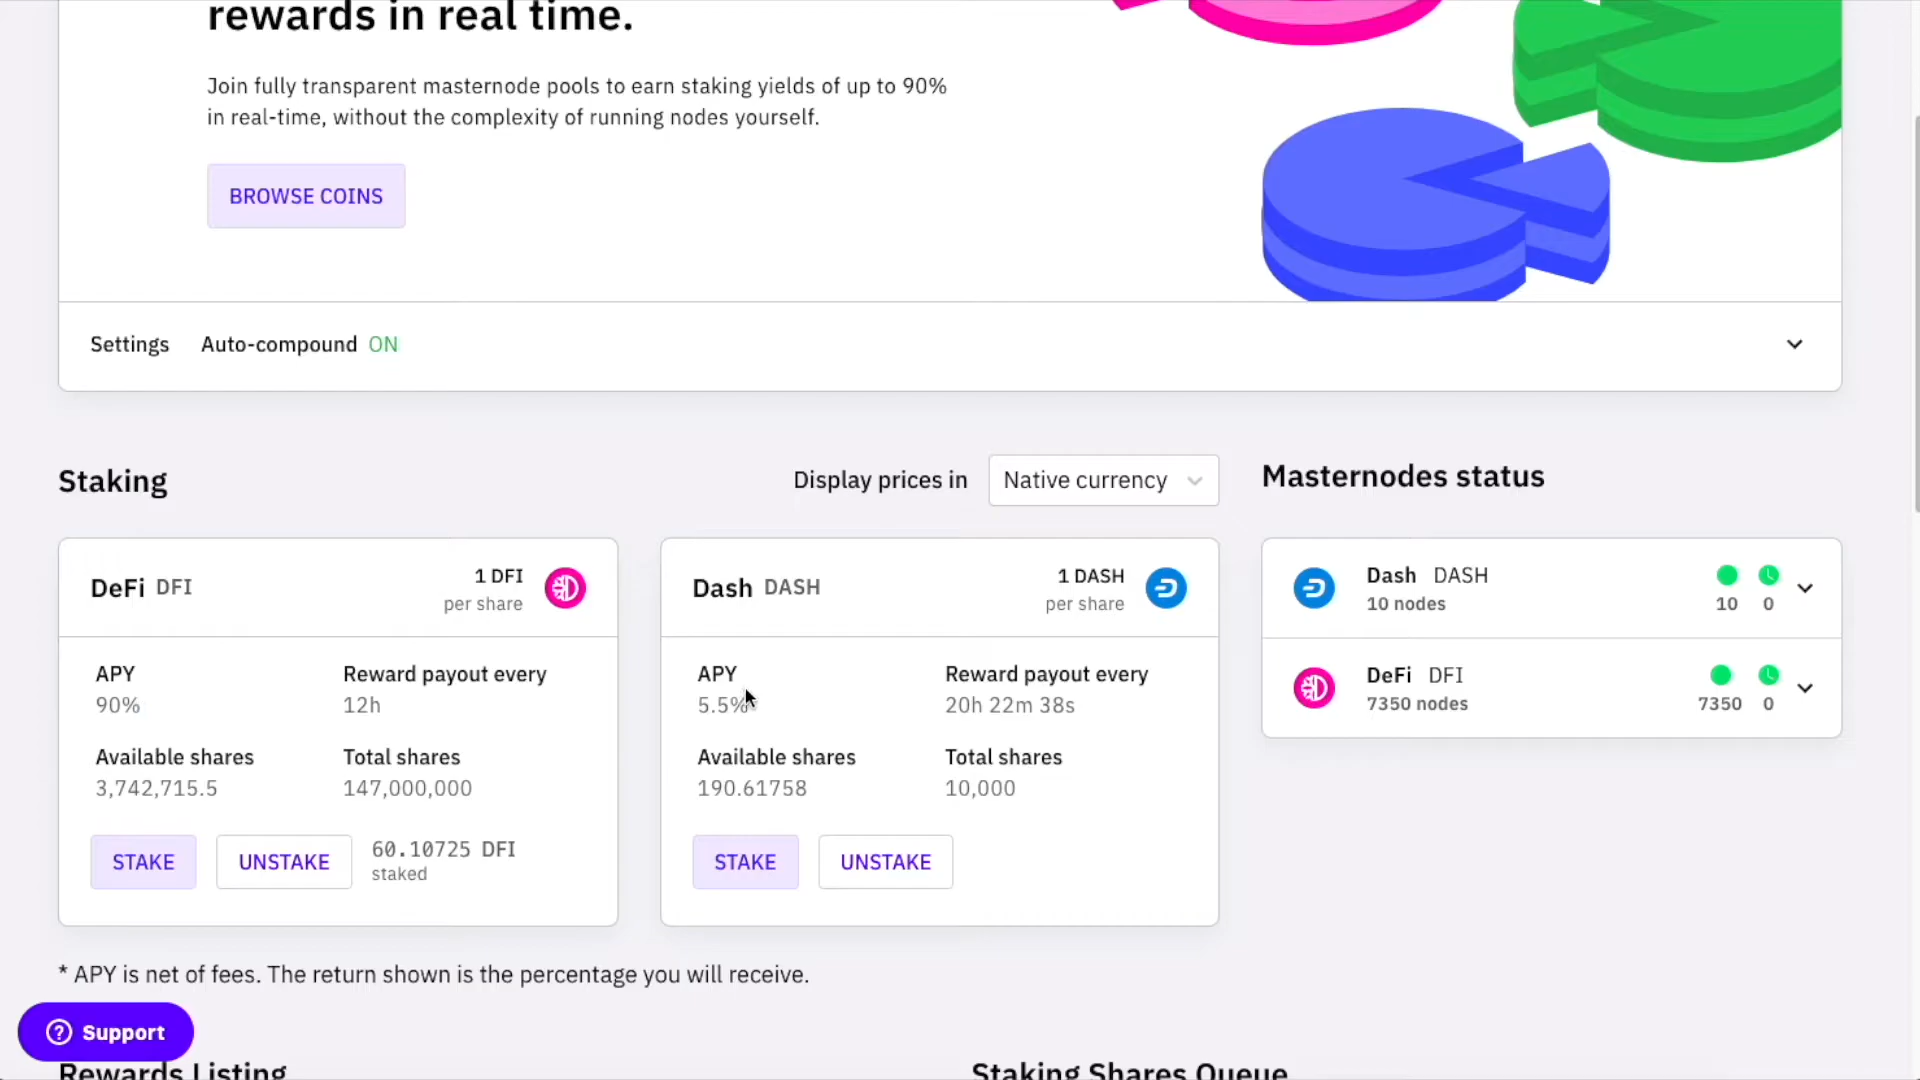 rewards in real time.
Join fully transparent masternode pools to earn staking yields of up to 90%
in real-time, without the complexity of running nodes yourself.
BROWSE COINS
Settings Auto-compound ON
Staking
Display prices in Native currency
Masternodes status
DeFi DFI
1 DFI
per share
APY
90%
Reward payout every
12h
Available shares
3,742,715.5
Total shares
147,000,000
STAKE
UNSTAKE
60.10725 DFI
staked
Dash DASH
1 DASH
per share
APY
5.5%
Reward payout every
20h 22m 38s
Available shares
190.61758
Total shares
10,000
STAKE
UNSTAKE
Dash DASH
10 nodes
10 0
DeFi DFI
7350 nodes
7350 0
* APY is net of fees. The return shown is the percentage you will receive.
Support
Rewards Listing
Staking Shares Queue